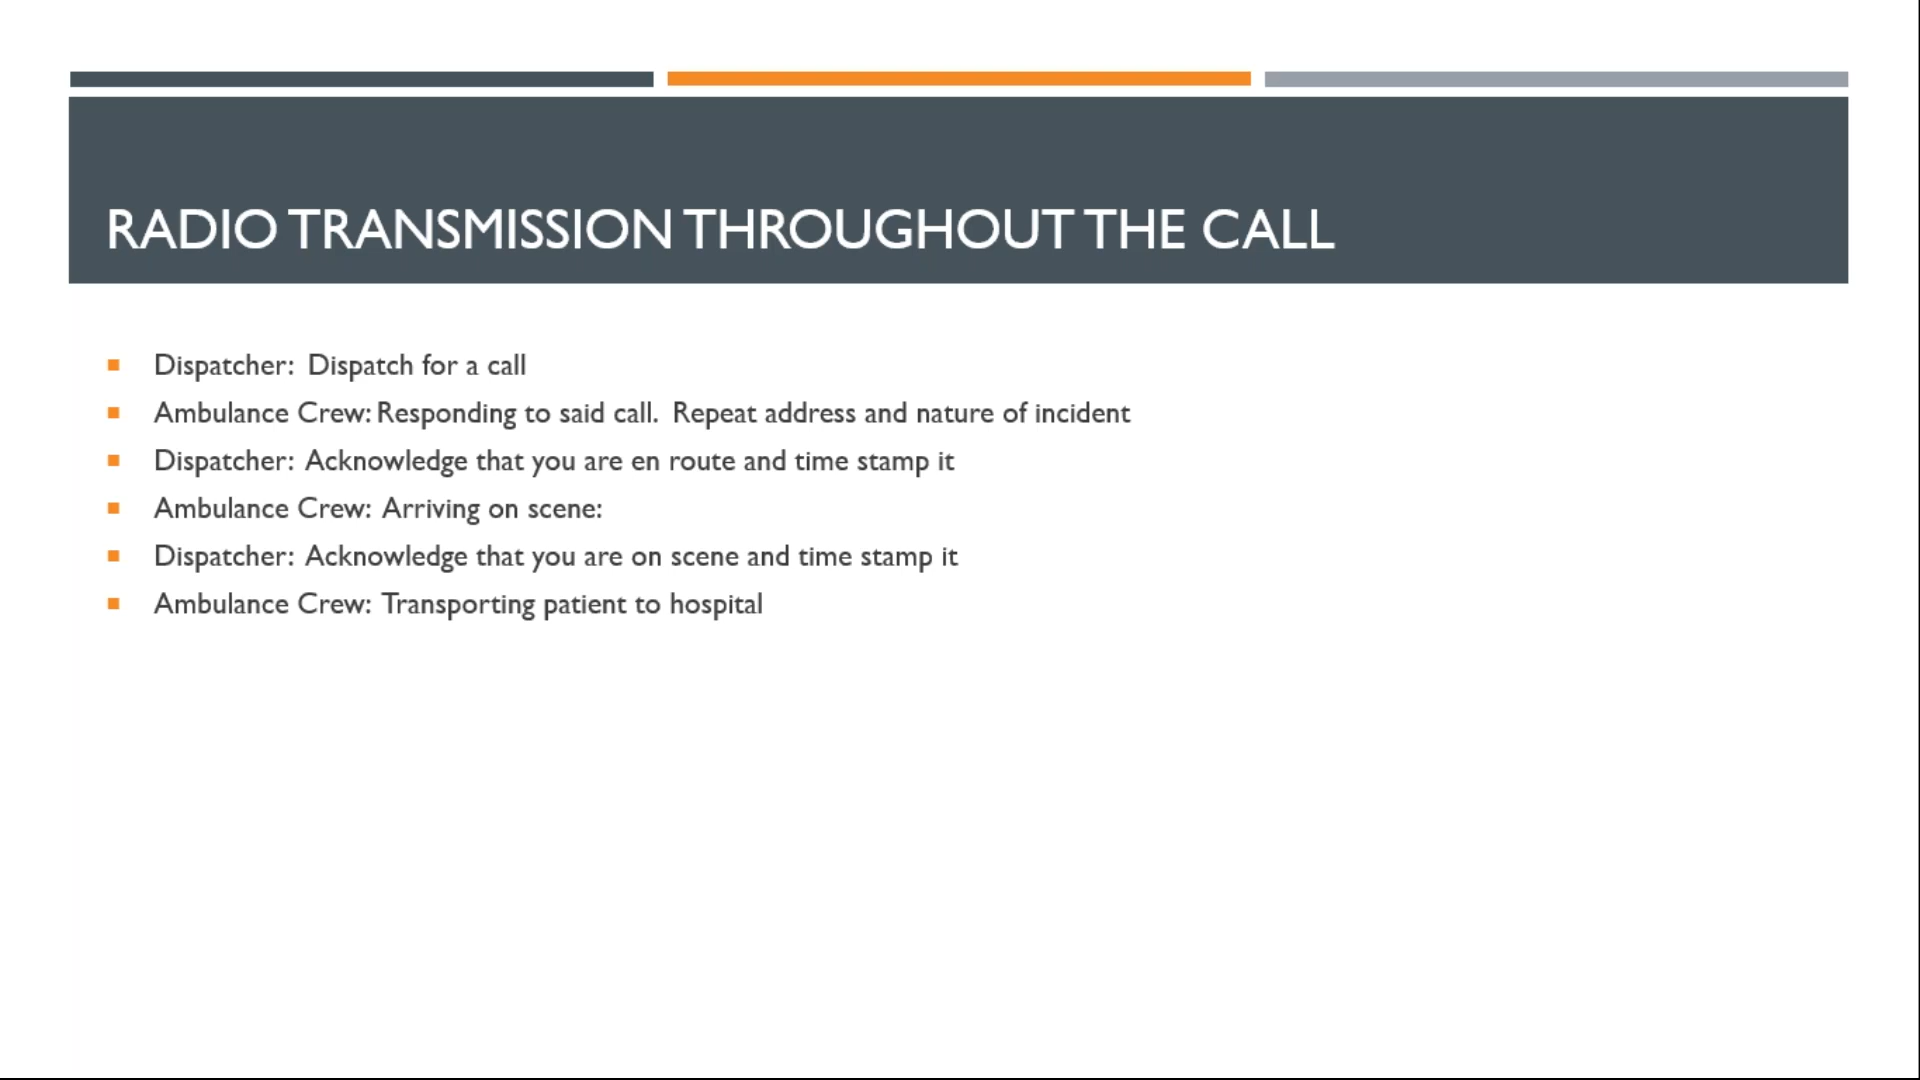 RADIO TRANSMISSION THROUGHOUT THE CALL
Dispatcher: Dispatch for a call
Ambulance Crew: Responding to said call. Repeat address and nature of incident
Dispatcher: Acknowledge that you are en route and time stamp it
Ambulance Crew: Arriving on scene:
Dispatcher: Acknowledge that you are on scene and time stamp it
Ambulance Crew: Transporting patient to hospital